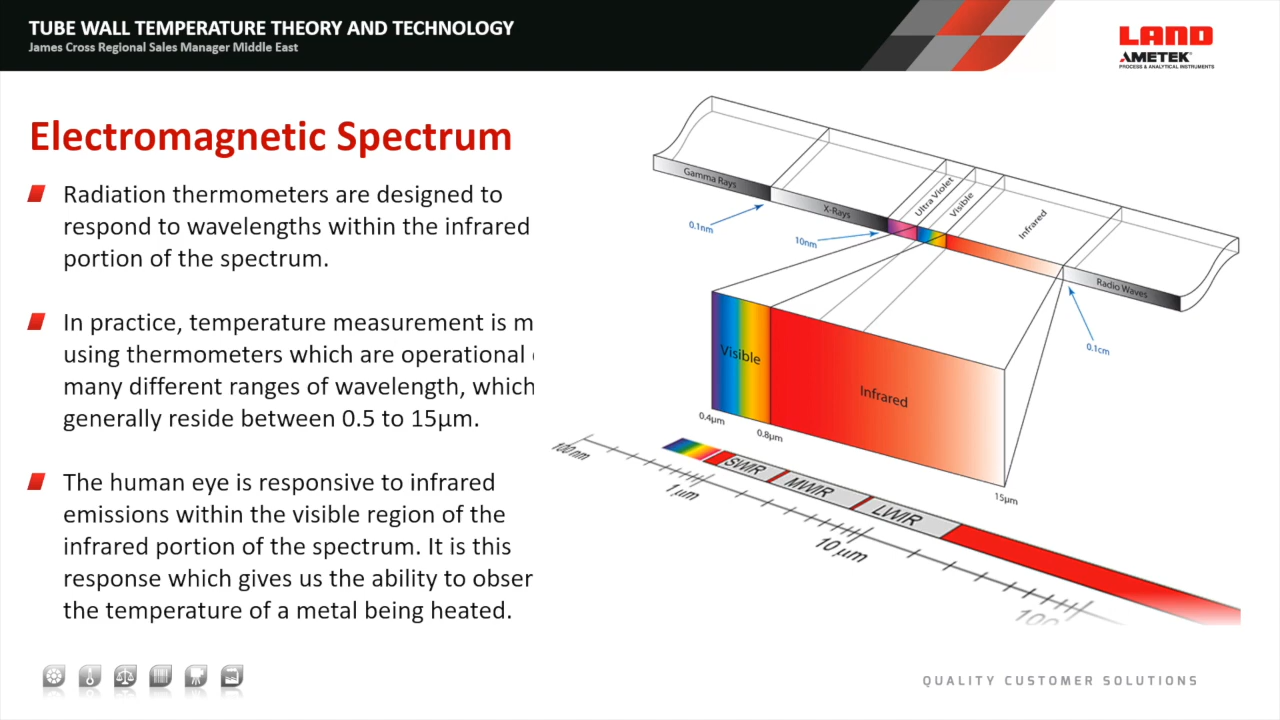 TUBE WALL TEMPERATURE THEORY AND TECHNOLOGY
James Cross Regional Sales Manager Middle East
LAND
AMETEK®
PROCESS & ANALYTICAL INSTRUMENTS
Electromagnetic Spectrum
Radiation thermometers are designed to
respond to wavelengths within the infrared
portion of the spectrum.
In practice, temperature measurement is m
using thermometers which are operational
many different ranges of wavelength, which
generally reside between 0.5 to 15µm.
The human eye is responsive to infrared
emissions within the visible region of the
infrared portion of the spectrum. It is this
response which gives us the ability to obser
the temperature of a metal being heated.
Gamma Rays
X-Rays
Ultra Violet
Visible
Infrared
Radio Waves
0.1nm
10nm
0.1cm
Visible
Infrared
0.4µm
0.8µm
15µm
100 nm
SWIR
MWIR
LWIR
1 µm
10 µm
100
QUALITY CUSTOMER SOLUTIONS